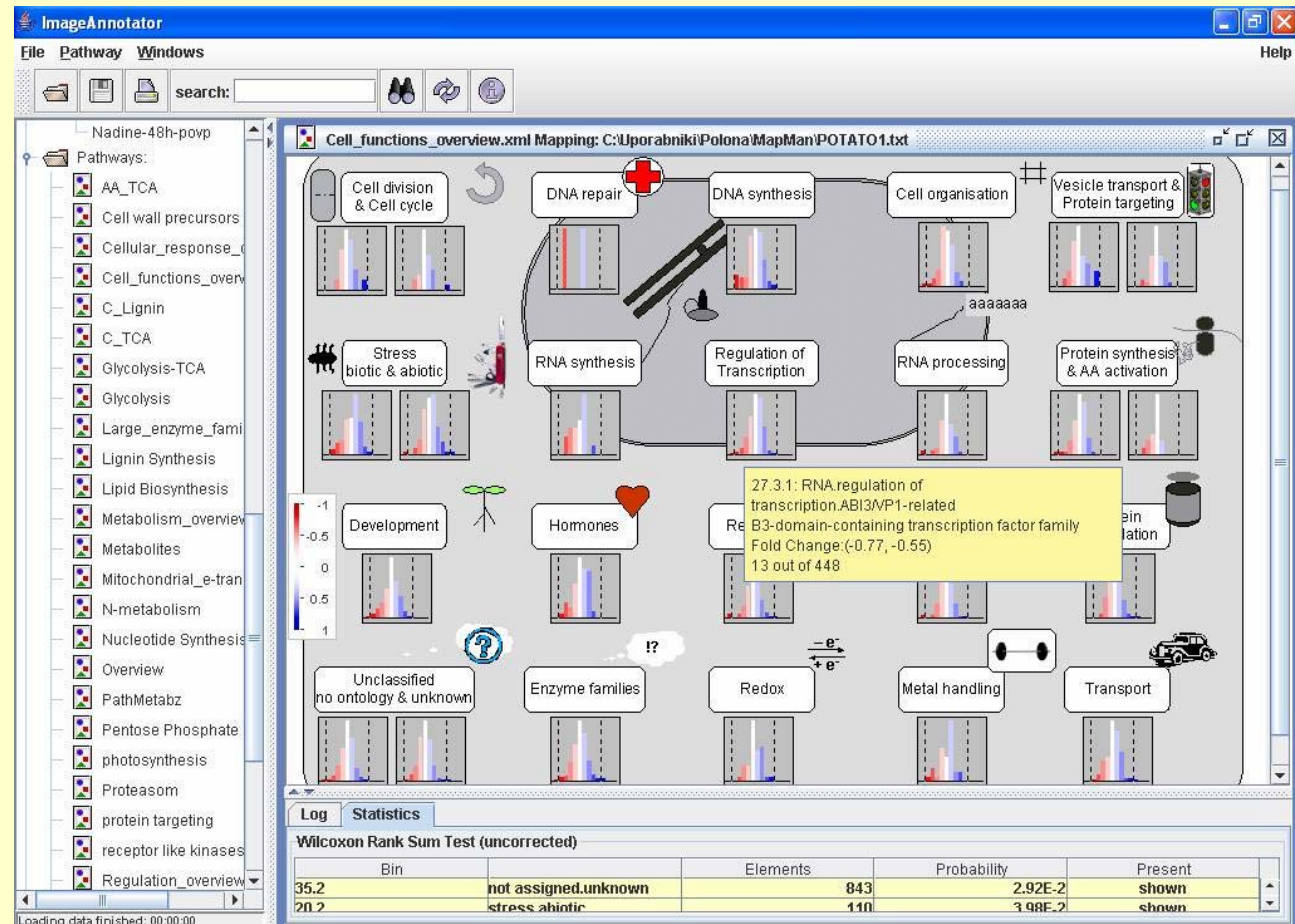 ImageAnnotator
File Pathway Windows Help
search:
Nadine-48h-povp
Pathways:
AA_TCA
Cell wall precursors
Cellular_response_
Cell_functions_overv
C_Lignin
C_TCA
Glycolysis-TCA
Glycolysis
Large_enzyme_fami
Lignin Synthesis
Lipid Biosynthesis
Metabolism_overview
Metabolites
Mitochondrial_e-tran
N-metabolism
Nucleotide Synthesis
Overview
PathMetabz
Pentose Phosphate
photosynthesis
Proteasom
protein targeting
receptor like kinases
Regulation_overview
Loading data finished: 00:00:00
Cell_functions_overview.xml Mapping: C:\Uporabniki\Polona\MapMan\POTATO1.txt
Cell division
& Cell cycle
DNA repair
DNA synthesis
Cell organisation
Vesicle transport &
Protein targeting
aaaaaaa
Stress
biotic & abiotic
RNA synthesis
Regulation of
Transcription
RNA processing
Protein synthesis
& AA activation
27.3.1: RNA.regulation of
transcription.ABI3/VP1-related
B3-domain-containing transcription factor family
Fold Change:(-0.77, -0.55)
13 out of 448
-1
-0.5
0
0.5
1
Development
Hormones
Re
ein
lation
?
!?
– e-
+ e-
Unclassified
no ontology & unknown
Enzyme families
Redox
Metal handling
Transport
Log Statistics
Wilcoxon Rank Sum Test (uncorrected)
Bin Elements Probability Present
35.2 not assigned.unknown 843 2.92E-2 shown
20.2 stress abiotic 110 3.98E-2 shown